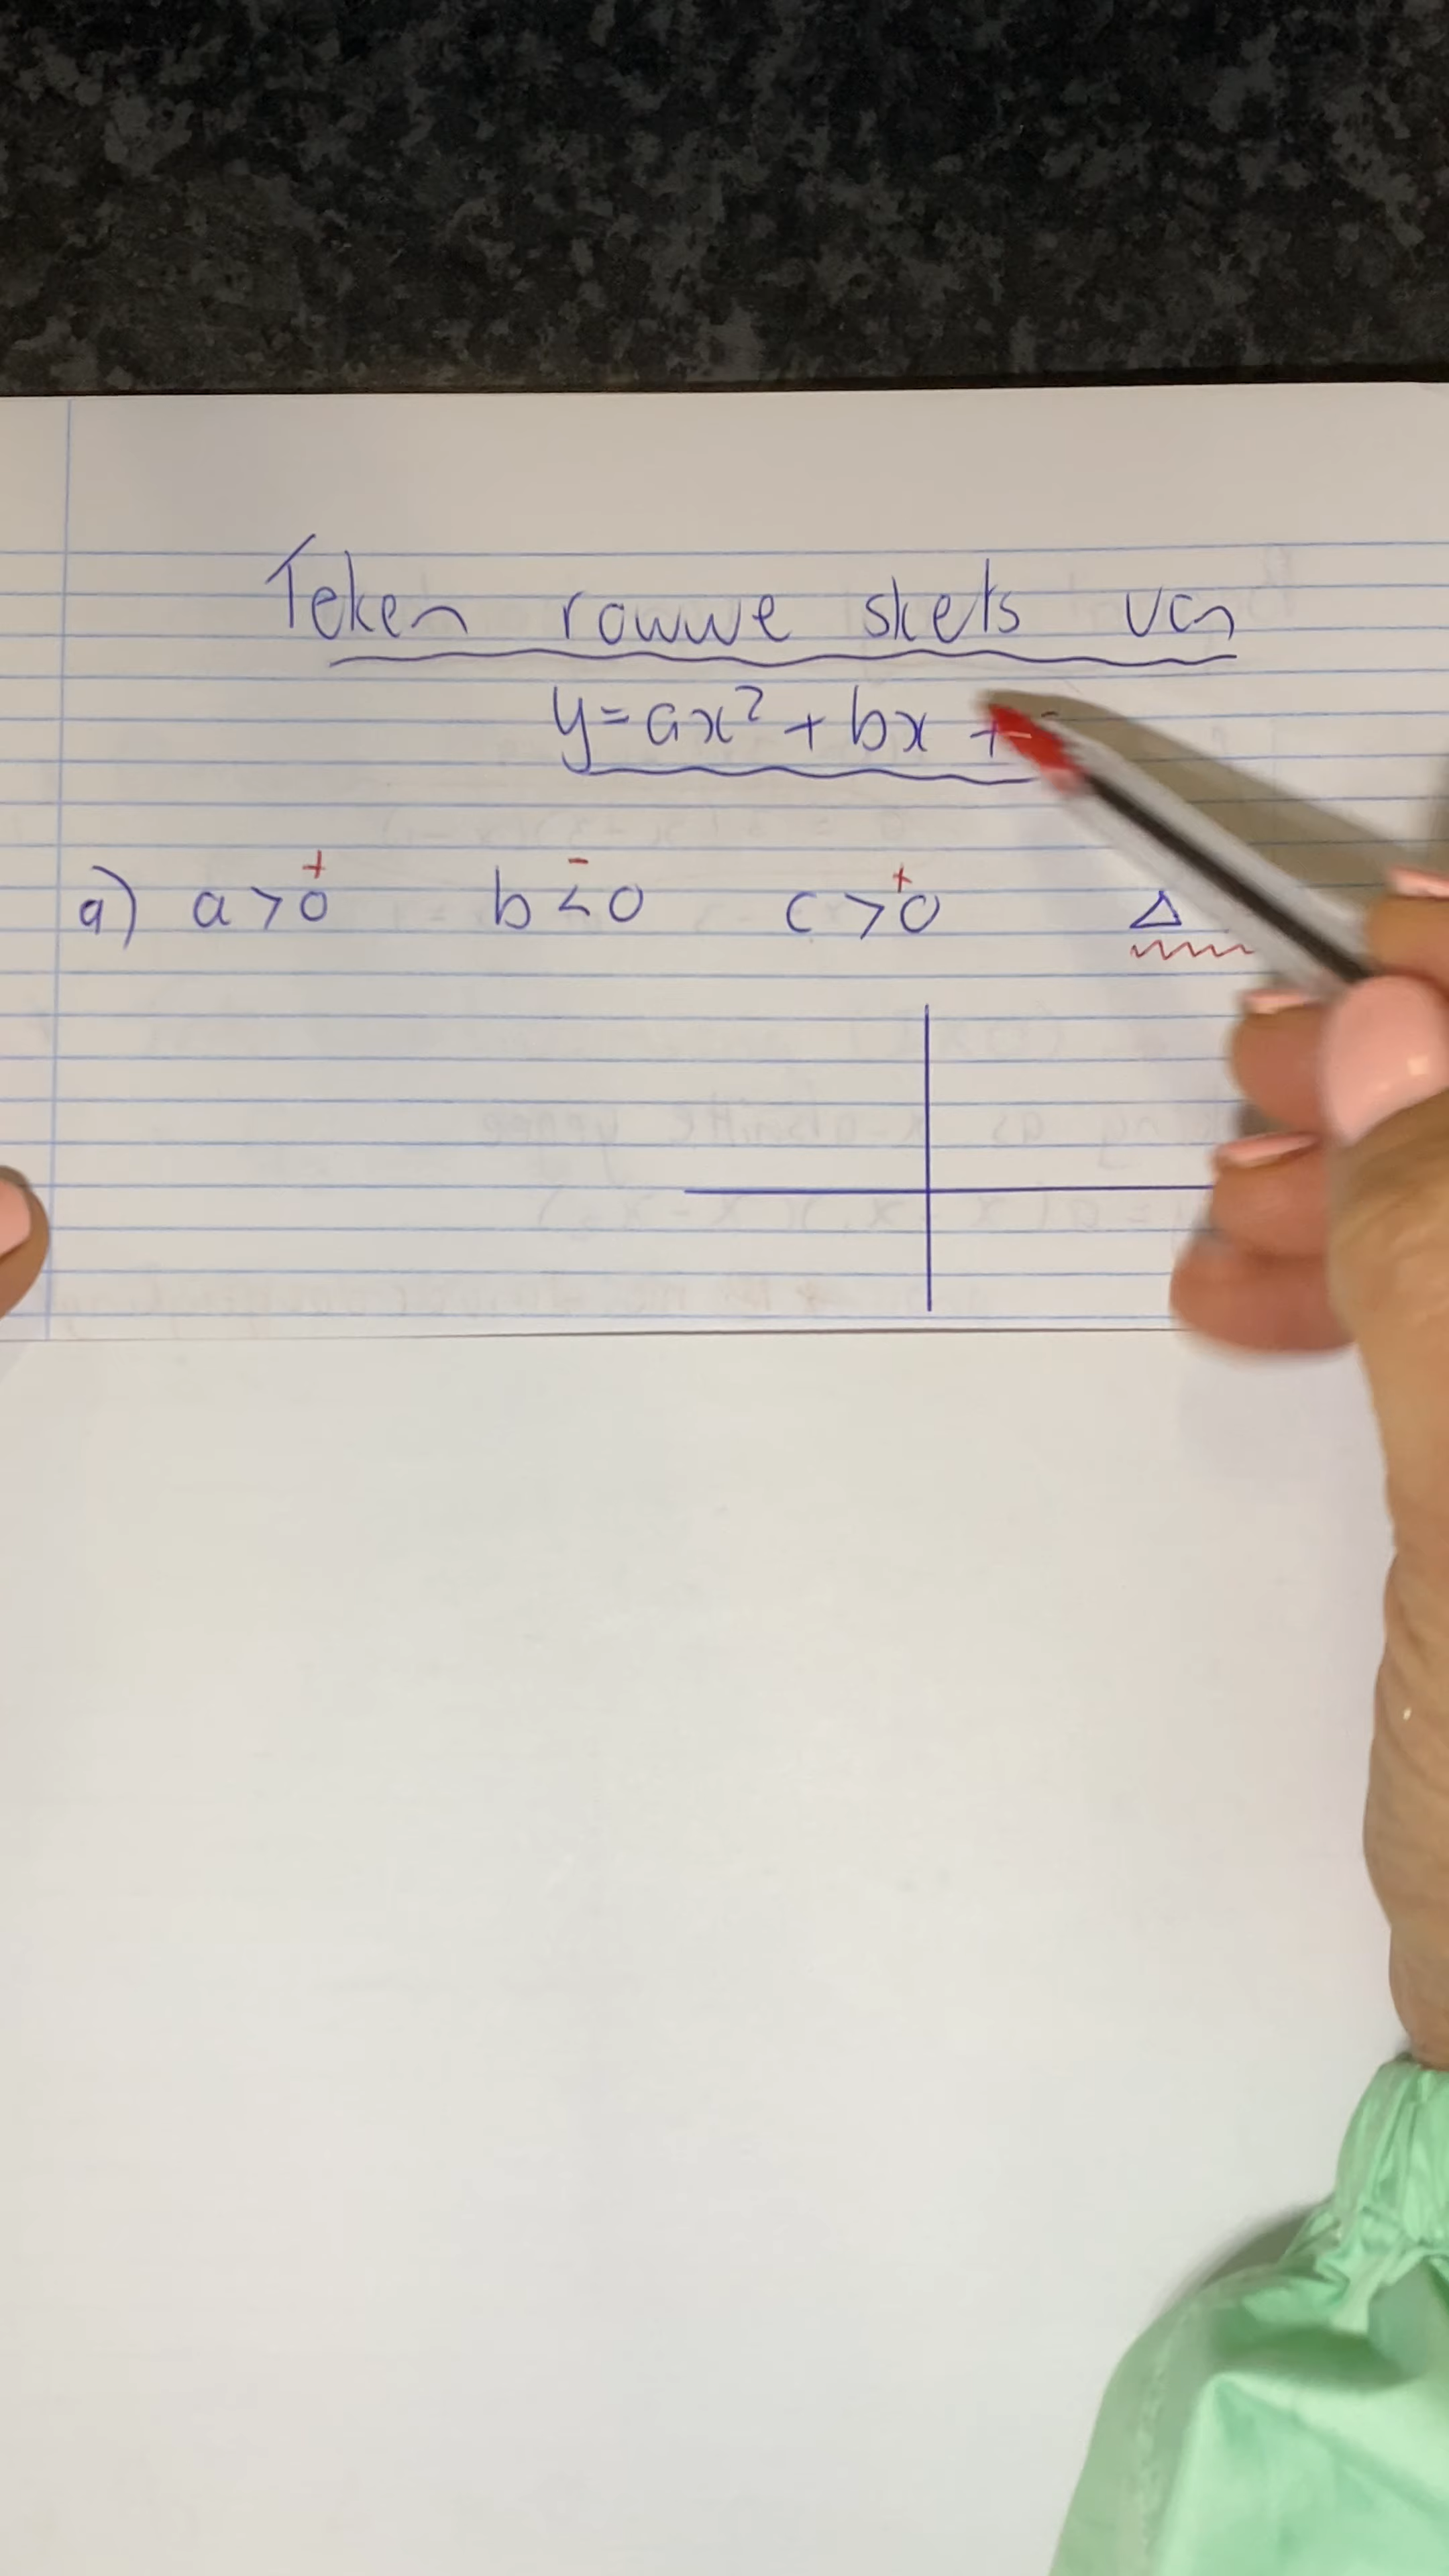 Teken rowwe skets van
y = ax² + bx +
+ - +
a) a > 0 b < 0 c > 0 Δ